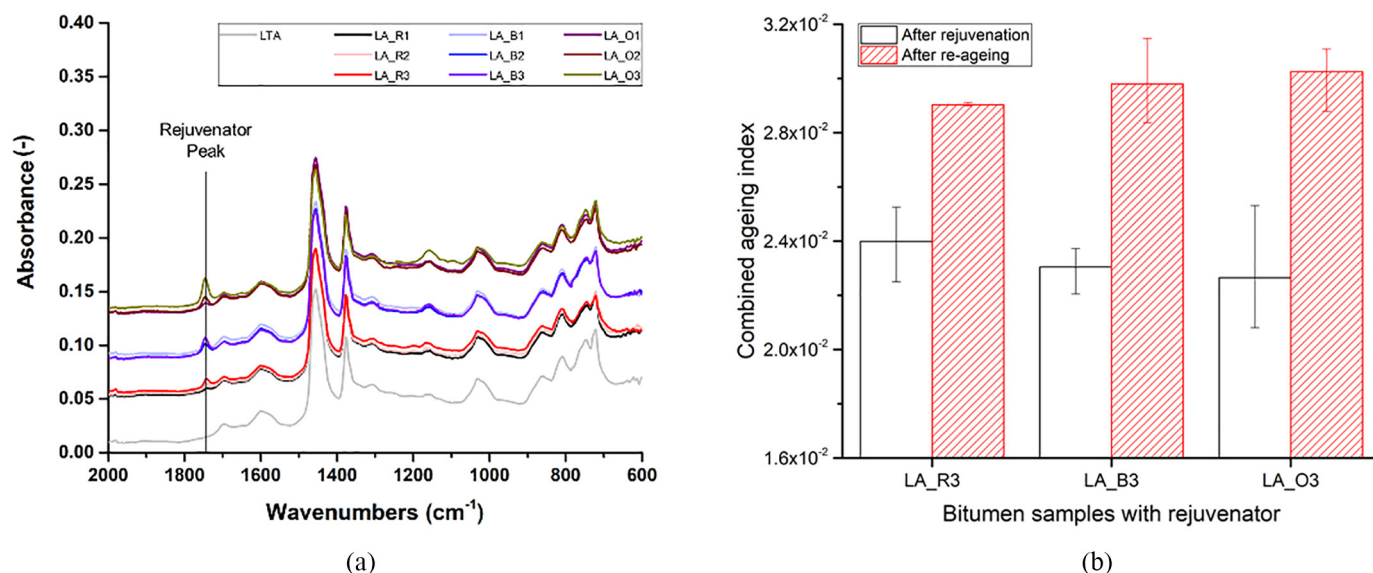 0.40
0.35
0.30
0.25
0.20
0.15
0.10
0.05
0.00
Absorbance (-)
LTA LA_R1 LA_B1 LA_O1
LA_R2 LA_B2 LA_O2
LA_R3 LA_B3 LA_O3
Rejuvenator
Peak
2000 1800 1600 1400 1200 1000 800 600
Wavenumbers (cm⁻¹)
(a)
3.2x10⁻²
2.8x10⁻²
2.4x10⁻²
2.0x10⁻²
1.6x10⁻²
Combined ageing index
After rejuvenation
After re-ageing
LA_R3 LA_B3 LA_O3
Bitumen samples with rejuvenator
(b)